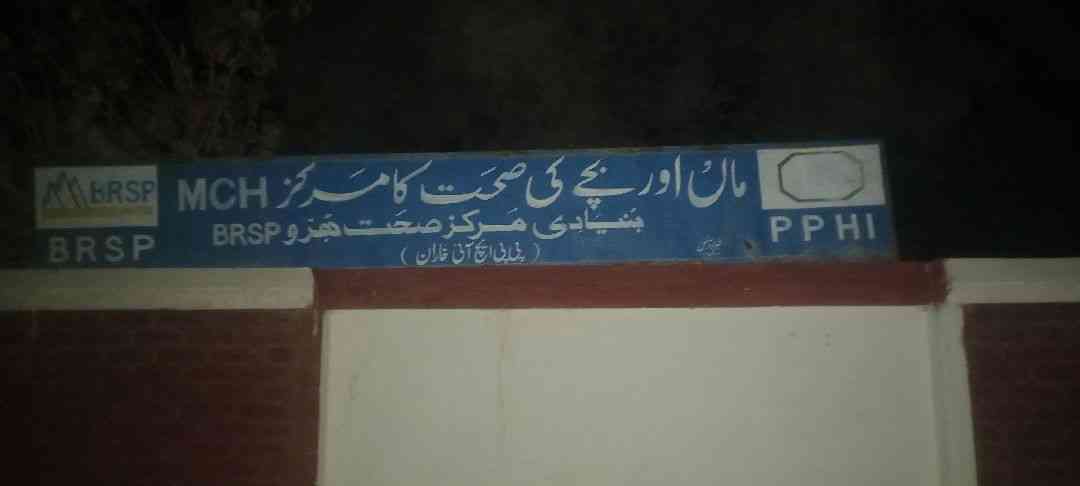 BRSP
BRSP
ماں اور بچے کی صحت کا مرکز MCH
بنیادی مرکز صحت ھزو BRSP
(پی پی ایچ آئی خاران)
PPHI